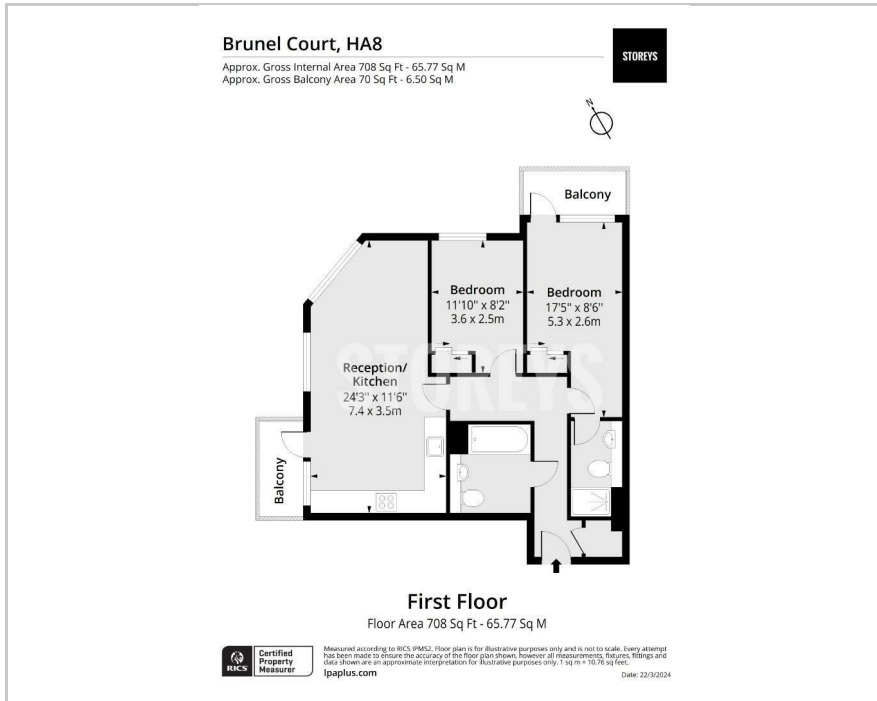 Brunel Court, HA8
Approx. Gross Internal Area 708 Sq Ft - 65.77 Sq M
Approx. Gross Balcony Area 70 Sq Ft - 6.50 Sq M
STOREYS
N
Balcony
Bedroom
11'10" x 8'2"
3.6 x 2.5m
Bedroom
17'5" x 8'6"
5.3 x 2.6m
STOREYS
Reception/
Kitchen
24'3" x 11'6"
7.4 x 3.5m
Balcony
First Floor
Floor Area 708 Sq Ft - 65.77 Sq M
RICS
Certified
Property
Measurer
Measured according to RICS IPMS2. Floor plan is for illustrative purposes only and is not to scale. Every attempt
has been made to ensure the accuracy of the floor plan shown, however all measurements, fixtures, fittings and
data shown are an approximate interpretation for illustrative purposes only. 1 sq m = 10.76 sq feet.
lpaplus.com
Date: 22/3/2024